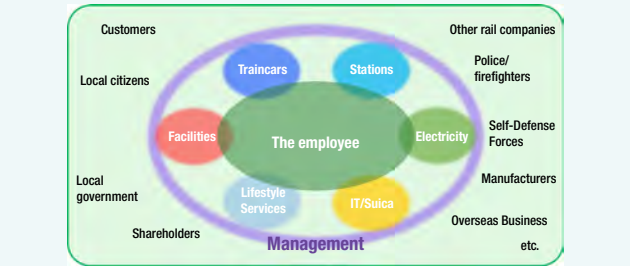 Customers
Other rail companies
Traincars
Stations
Police/
firefighters
Local citizens
Facilities
The employee
Electricity
Self-Defense
Forces
Local
government
Lifestyle
Services
IT/Suica
Manufacturers
Shareholders
Management
Overseas Business
etc.